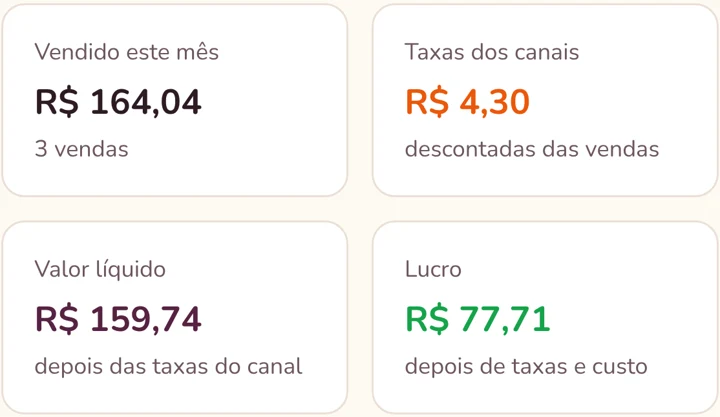 Vendido este mês
R$ 164,04
3 vendas
Taxas dos canais
R$ 4,30
descontadas das vendas
Valor líquido
R$ 159,74
depois das taxas do canal
Lucro
R$ 77,71
depois de taxas e custo